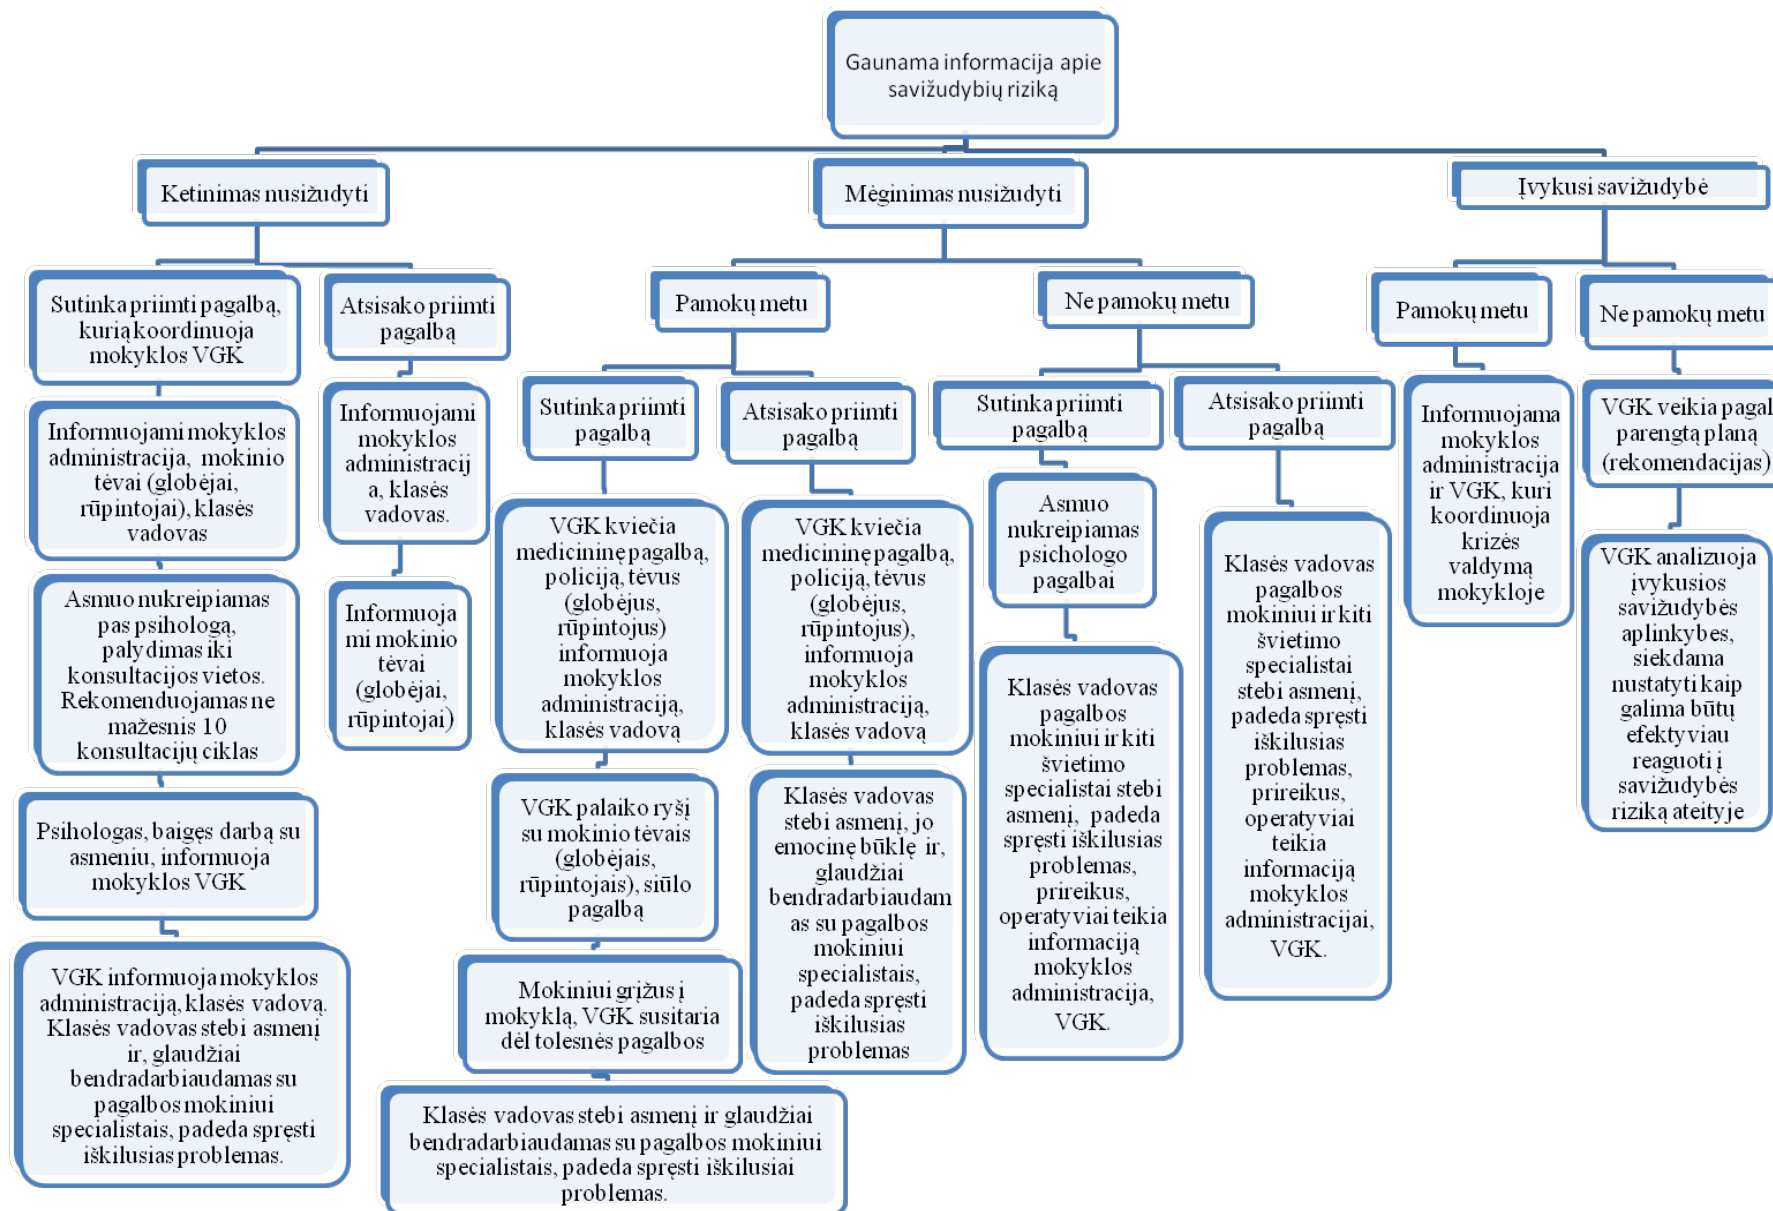 Gaunama informacija apie
savižudybių riziką
Ketinimas nusižudyti
Mėginimas nusižudyti
Įvykusi savižudybė
Sutinka priimti pagalbą,
kurią koordinuoja
mokyklos VGK
Atsisako priimti
pagalbą
Pamokų metu
Ne pamokų metu
Pamokų metu
Ne pamokų metu
Informuojami mokyklos
administracija, mokinio
tėvai (globėjai,
rūpintojai), klasės
vadovas
Informuojami
mokyklos
administracij
a, klasės
vadovas.
Sutinka priimti
pagalbą
Atsisako priimti
pagalbą
Sutinka priimti
pagalbą
Atsisako priimti
pagalbą
Informuojama
mokyklos
administracija
ir VGK, kuri
koordinuoja
krizės
valdymą
mokykloje
VGK veikia pagal
parengtą planą
(rekomendacijas)
Asmuo nukreipiamas
pas psihologą,
palydimas iki
konsultacijos vietos.
Rekomenduojamas ne
mažesnis 10
konsultacijų ciklas
Informuoja
mi mokinio
tėvai
(globėjai,
rūpintojai)
VGK kviečia
medicininę pagalbą,
policiją, tėvus
(globėjus,
rūpintojus)
informuoja
mokyklos
administraciją,
klasės vadovą
VGK kviečia
medicininę pagalbą,
policiją, tėvus
(globėjus,
rūpintojus),
informuoja
mokyklos
administraciją,
klasės vadovą
Asmuo
nukreipiamas
psichologo
pagalbai
Klasės vadovas
pagalbos
mokiniui ir kiti
švietimo
specialistai
stebi asmenį,
padeda spręsti
iškilusias
problemas,
prireikus,
operatyviai
teikia
informaciją
mokyklos
administracijai,
VGK.
VGK analizuoja
įvykusios
savižudybės
aplinkybes,
siekdama
nustatyti kaip
galima būtų
efektyviau
reaguoti į
savižudybės
riziką ateityje
Psihologas, baigęs darbą su
asmeniu, informuoja
mokyklos VGK
VGK palaiko ryšį
su mokinio tėvais
(globėjais,
rūpintojais), siūlo
pagalbą
Klasės vadovas
stebi asmenį, jo
emocinę būklę ir,
glaudžiai
bendradarbiaudam
as su pagalbos
mokiniui
specialistais,
padeda spręsti
iškilusias
problemas
Klasės vadovas
pagalbos
mokiniui ir kiti
švietimo
specialistai stebi
asmenį, padeda
spręsti iškilusias
problemas,
prireikus,
operatyviai teikia
informaciją
mokyklos
administracija,
VGK.
VGK informuoja mokyklos
administraciją, klasės vadovą.
Klasės vadovas stebi asmenį
ir, glaudžiai
bendradarbiaudamas su
pagalbos mokiniui
specialistais, padeda spręsti
iškilusias problemas.
Mokiniui grįžus į
mokyklą, VGK susitaria
dėl tolesnės pagalbos
Klasės vadovas stebi asmenį ir glaudžiai
bendradarbiaudamas su pagalbos mokiniui
specialistais, padeda spręsti iškilusiai
problemas.